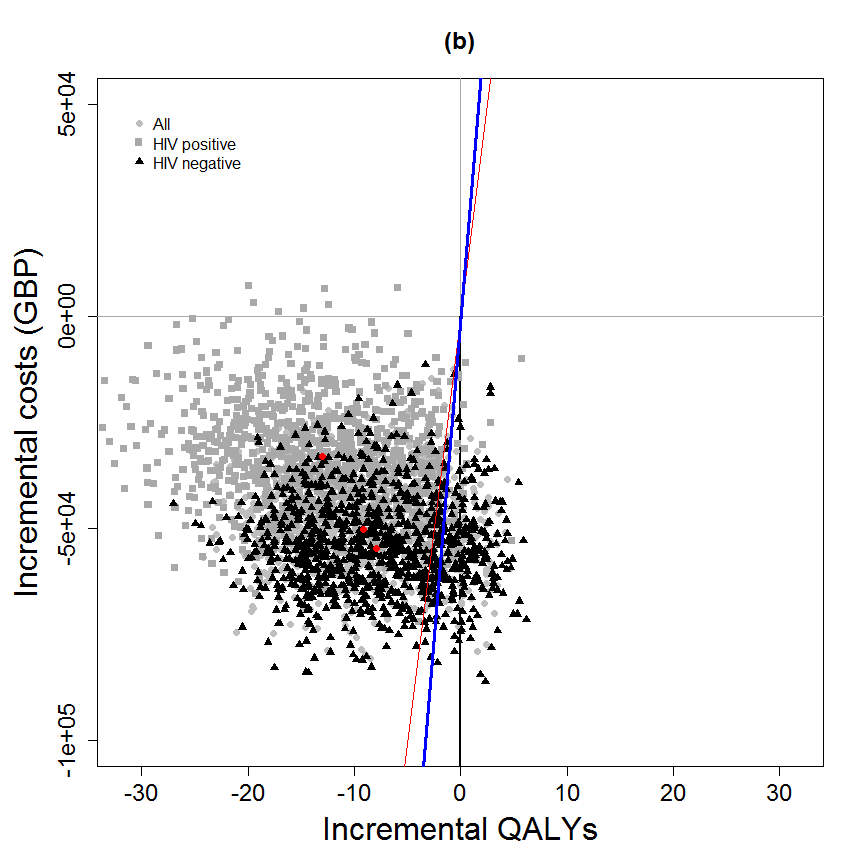 (b)
5e+04
0e+00
-5e+04
-1e+05
Incremental costs (GBP)
All
HIV positive
HIV negative
-30 -20 -10 0 10 20 30
Incremental QALYs